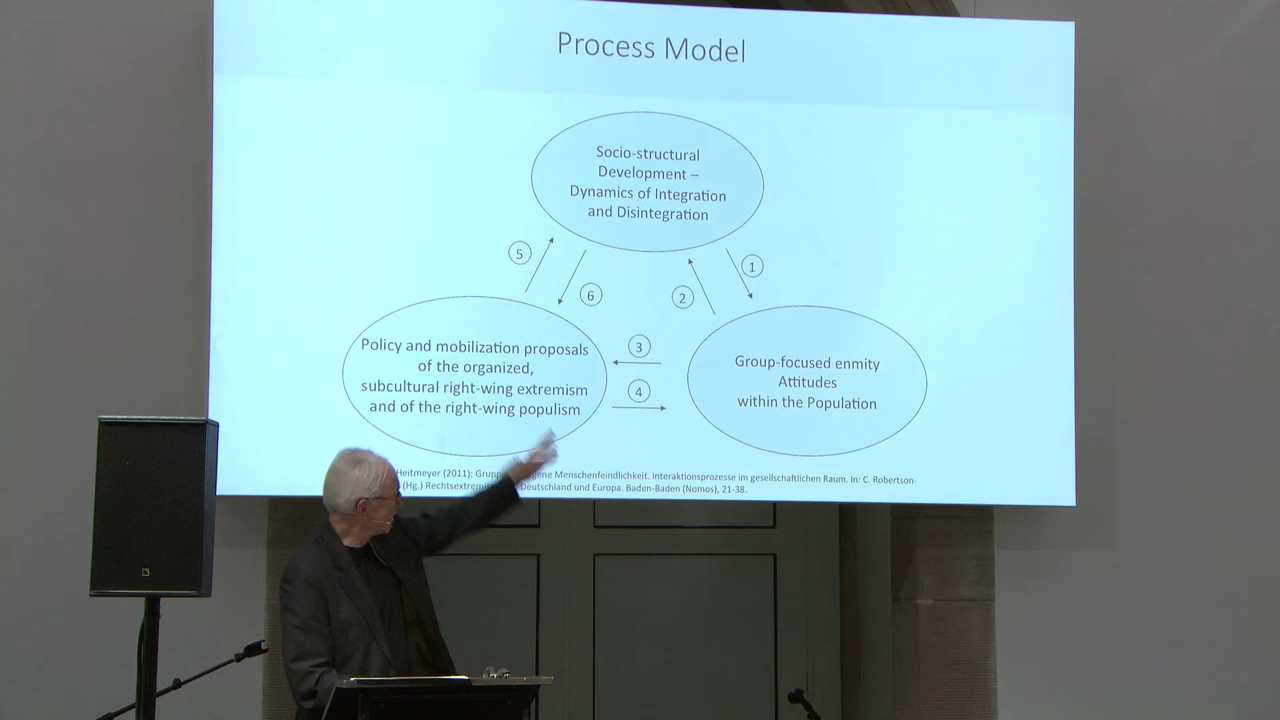 Process Model
Socio-structural
Development –
Dynamics of Integration
and Disintegration
5
1
6
2
Policy and mobilization proposals
of the organized,
subcultural right-wing extremism
and of the right-wing populism
3
4
Group-focused enmity
Attitudes
within the Population
Heitmeyer (2011): Menschenfeindlichkeit. Interaktionsprozesse im gesellschaftlichen Raum. In: C. Robertson-
(Hg.) Deutschland und Europa. Baden-Baden (Nomos), 21-38.